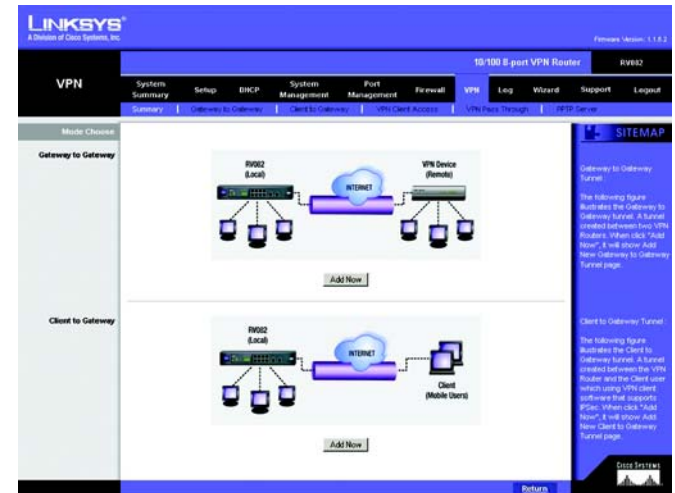 LINKSYS®
A Division of Cisco Systems, Inc.
Firmware Version: 1.1.6.2
10/100 8-port VPN Router
RV082
VPN
System Summary
Setup
DHCP
System Management
Port Management
Firewall
VPN
Log
Wizard
Support
Logout
Summary | Gateway to Gateway | Client to Gateway | VPN Client Access | VPN Pass Through | PPTP Server
Mode Choose
SITEMAP
Gateway to Gateway
RV082
(Local)
INTERNET
VPN Device
(Remote)
Add Now
Gateway to Gateway
Tunnel :
The following figure
illustrates the Gateway to
Gateway tunnel. A tunnel
created between two VPN
Routers. When click "Add
Now", it will show Add
New Gateway to Gateway
Tunnel page.
Client to Gateway
RV082
(Local)
INTERNET
Client
(Mobile Users)
Add Now
Client to Gateway Tunnel :
The following figure
illustrates the Client to
Gateway tunnel. A tunnel
created between the VPN
Router and the Client user
which using VPN client
software that supports
IPSec. When click "Add
Now", it will show Add
New Client to Gateway
Tunnel page.
Return
CISCO SYSTEMS